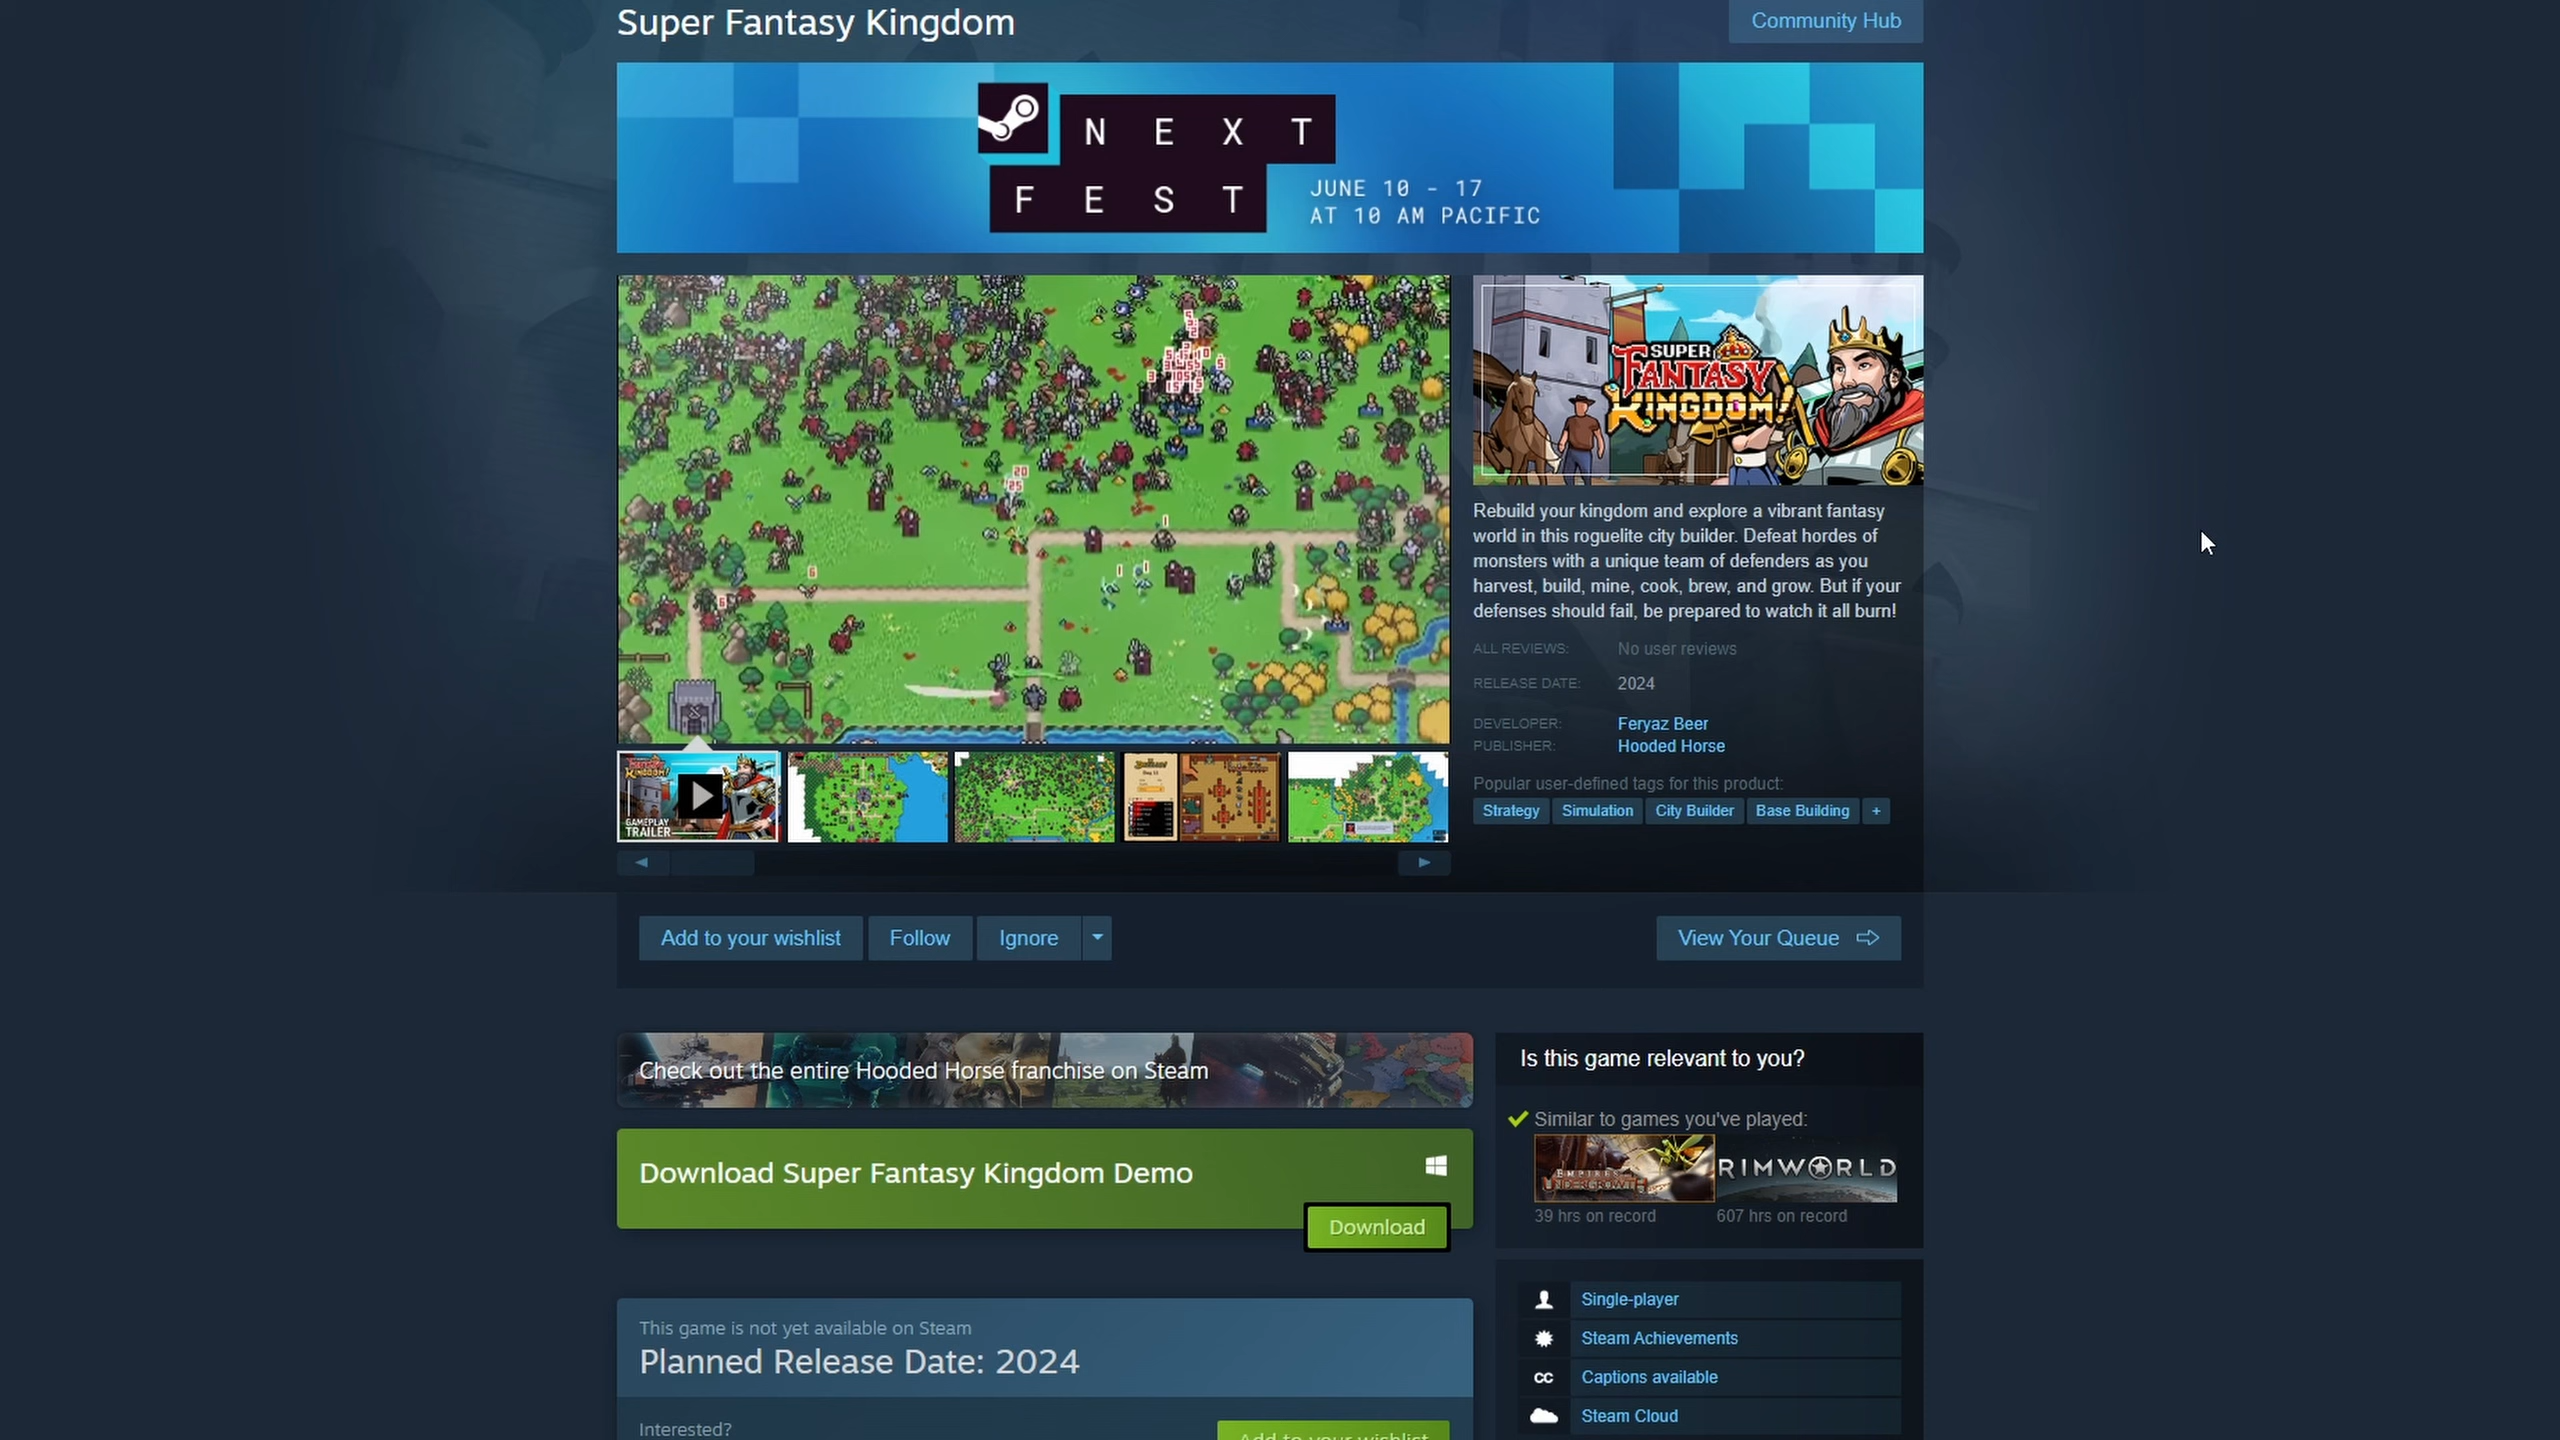 Super Fantasy Kingdom
Community Hub
NEXT
FEST
JUNE 10 - 17
AT 10 AM PACIFIC
SUPER
FANTASY
KINGDOM!
Rebuild your kingdom and explore a vibrant fantasy
world in this roguelite city builder. Defeat hordes of
monsters with a unique team of defenders as you
harvest, build, mine, cook, brew, and grow. But if your
defenses should fail, be prepared to watch it all burn!
ALL REVIEWS: No user reviews
RELEASE DATE: 2024
DEVELOPER: Feryaz Beer
PUBLISHER: Hooded Horse
Popular user-defined tags for this product:
Strategy Simulation City Builder Base Building +
GAMEPLAY
TRAILER
Add to your wishlist Follow Ignore View Your Queue
Check out the entire Hooded Horse franchise on Steam
Is this game relevant to you?
Similar to games you've played:
EMPIRES
UNDERGROWTH
RIMWORLD
39 hrs on record 607 hrs on record
Download Super Fantasy Kingdom Demo
Download
Single-player
Steam Achievements
CC Captions available
Steam Cloud
This game is not yet available on Steam
Planned Release Date: 2024
Interested?
Add to your wishlist